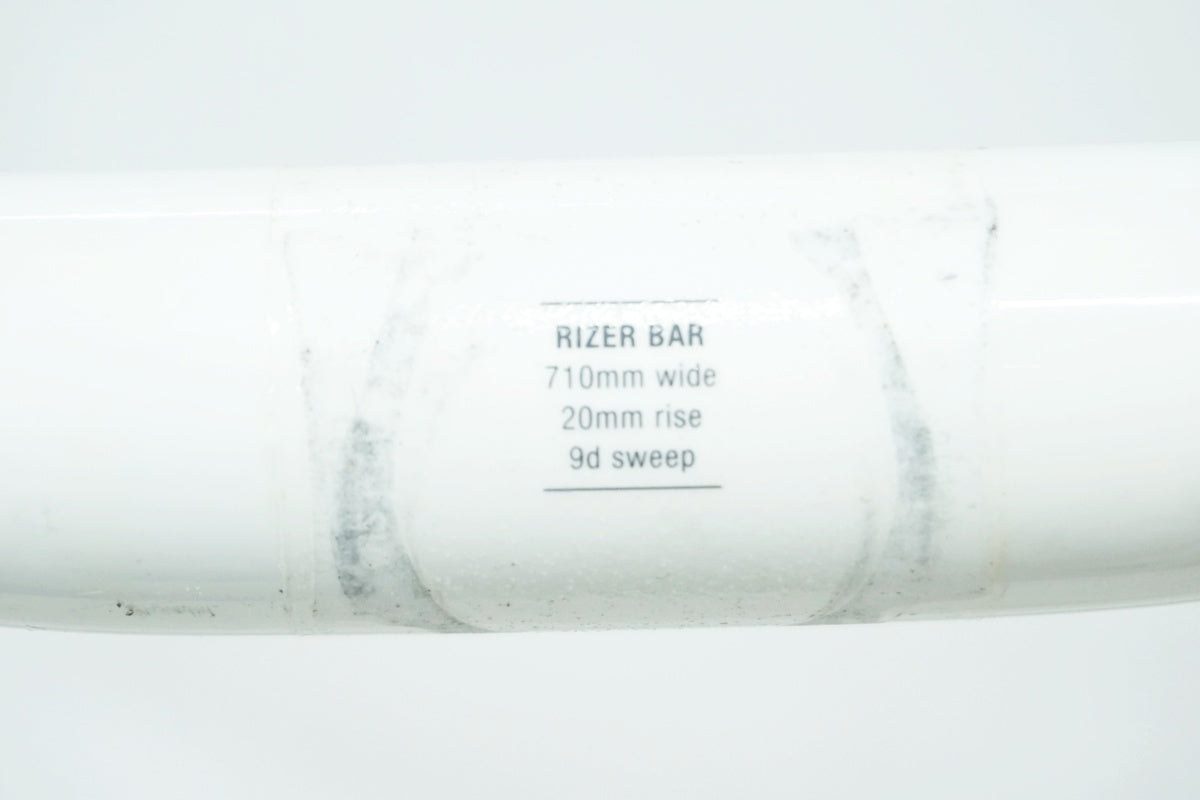 RIZER BAR
710mm wide
20mm rise
9d sweep